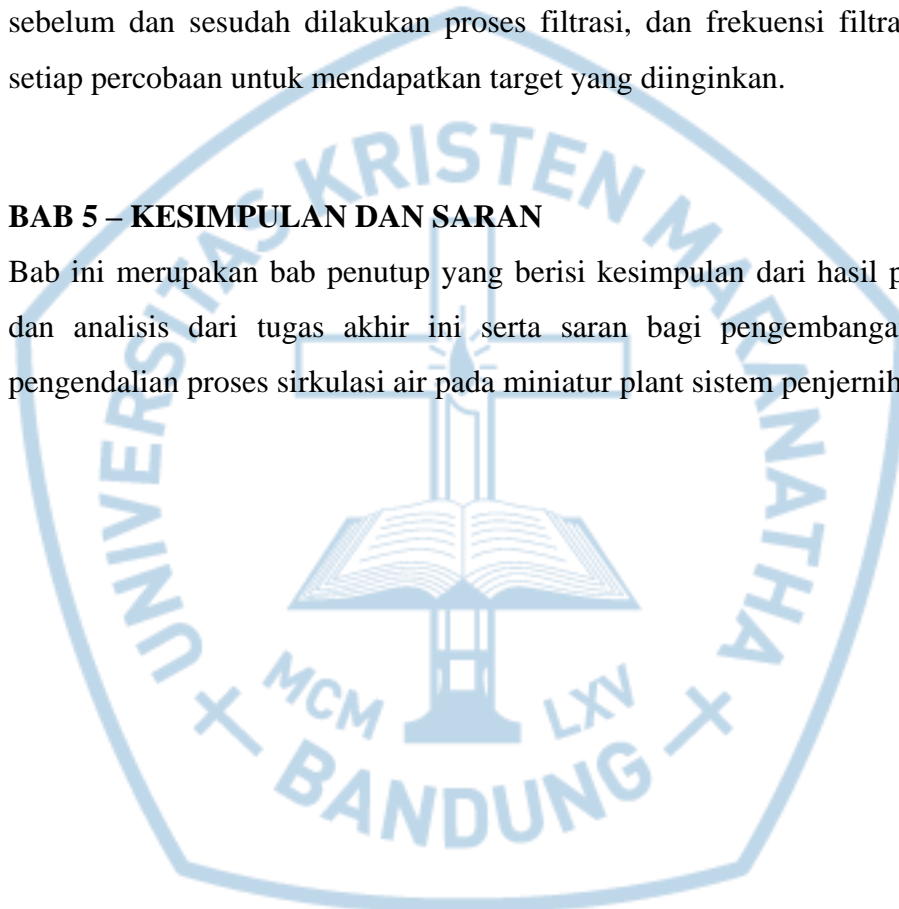 sebelum dan sesudah dilakukan proses filtrasi, dan frekuensi filtra
setiap percobaan untuk mendapatkan target yang diinginkan.
BAB 5 – KESIMPULAN DAN SARAN
Bab ini merupakan bab penutup yang berisi kesimpulan dari hasil p
dan analisis dari tugas akhir ini serta saran bagi pengembanga
pengendalian proses sirkulasi air pada miniatur plant sistem penjernih
UNIVERSITAS KRISTEN MARANATHA
MCM LXV
BANDUNG